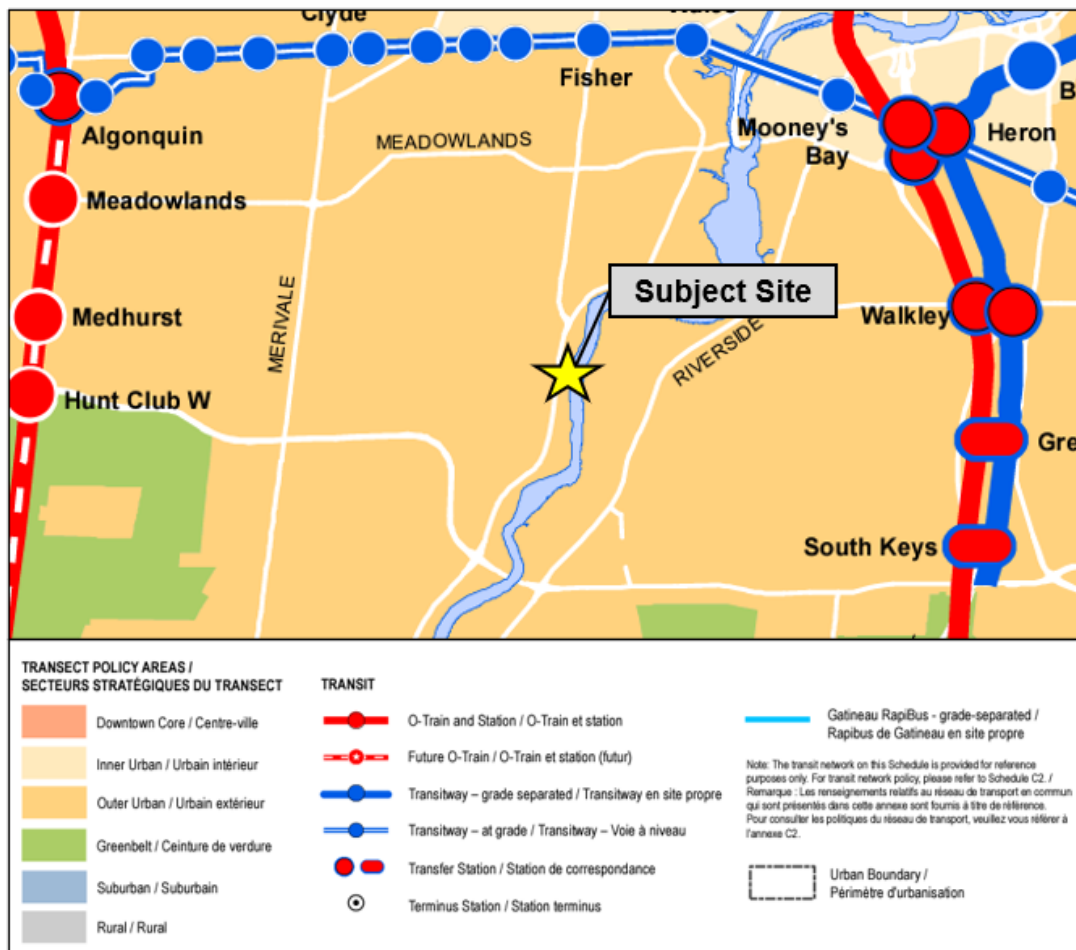 Clyde
Fisher
B
Mooney's
Bay
Heron
Algonquin
MEADOWLANDS
Meadowlands
MERIVALE
Subject Site
Medhurst
Walkley
RIVERSIDE
Hunt Club W
Gre
South Keys
TRANSECT POLICY AREAS /
SECTEURS STRATÉGIQUES DU TRANSECT
Downtown Core / Centre-ville
Inner Urban / Urbain intérieur
Outer Urban / Urbain extérieur
Greenbelt / Ceinture de verdure
Suburban / Suburbain
Rural / Rural
TRANSIT
O-Train and Station / O-Train et station
Future O-Train / O-Train et station (futur)
Transitway – grade separated / Transitway en site propre
Transitway – at grade / Transitway – Voie à niveau
Transfer Station / Station de correspondance
Terminus Station / Station terminus
Gatineau RapiBus - grade-separated /
Rapibus de Gatineau en site propre
Note: The transit network on this Schedule is provided for reference
purposes only. For transit network policy, please refer to Schedule C2. /
Remarque : Les renseignements relatifs au réseau de transport en commun
qui sont présentés dans cette annexe sont fournis à titre de référence.
Pour consulter les politiques du réseau de transport, veuillez vous référer à
l'annexe C2.
Urban Boundary /
Périmètre d'urbanisation